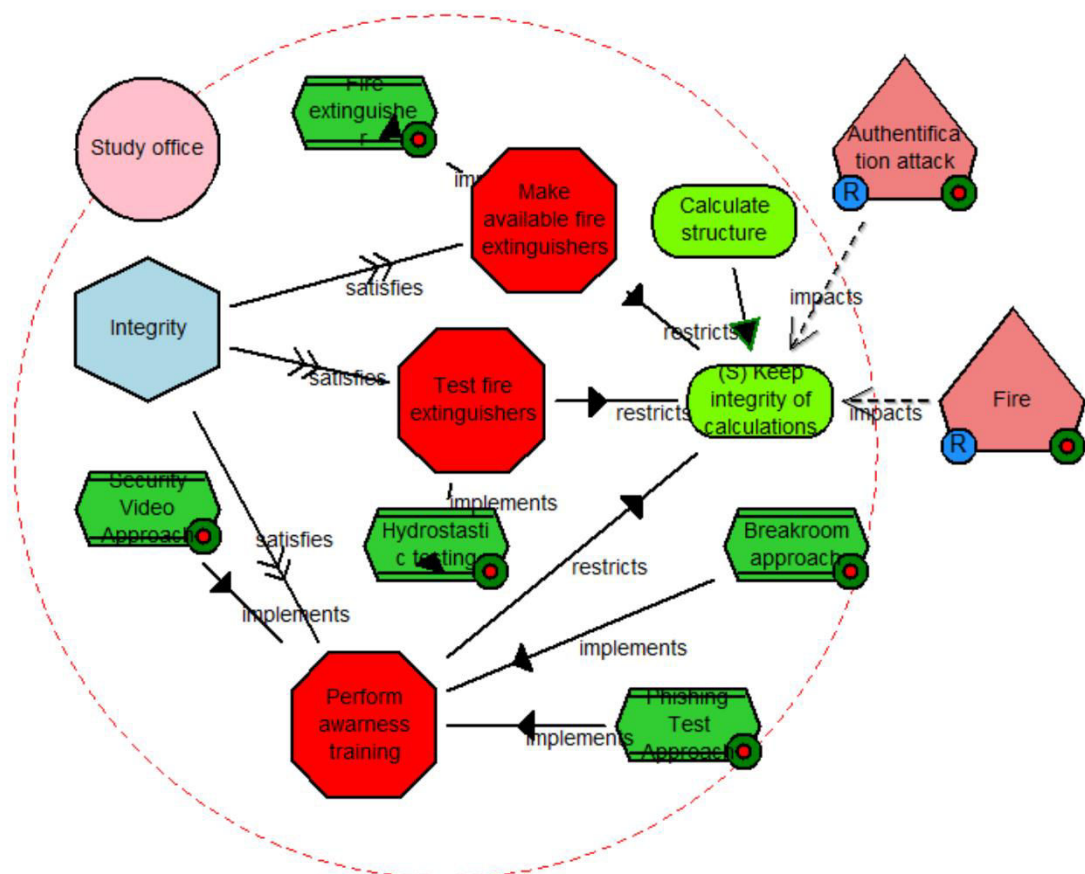 Fire
extinguishe
r
Study office
Authentifica
tion attack
R
Make
available fire
extinguishers
Calculate
structure
satisfies
impacts
Integrity
restricts
satisfies
Test fire
extinguishers
restricts
(S) Keep
integrity of
calculations
impacts
Fire
R
Security
Video
Approach
satisfies
implements
implements
Hydrostasti
c testing
restricts
Breakroom
approach
implements
Perform
awarness
training
Phishing
Test
Approach
implements